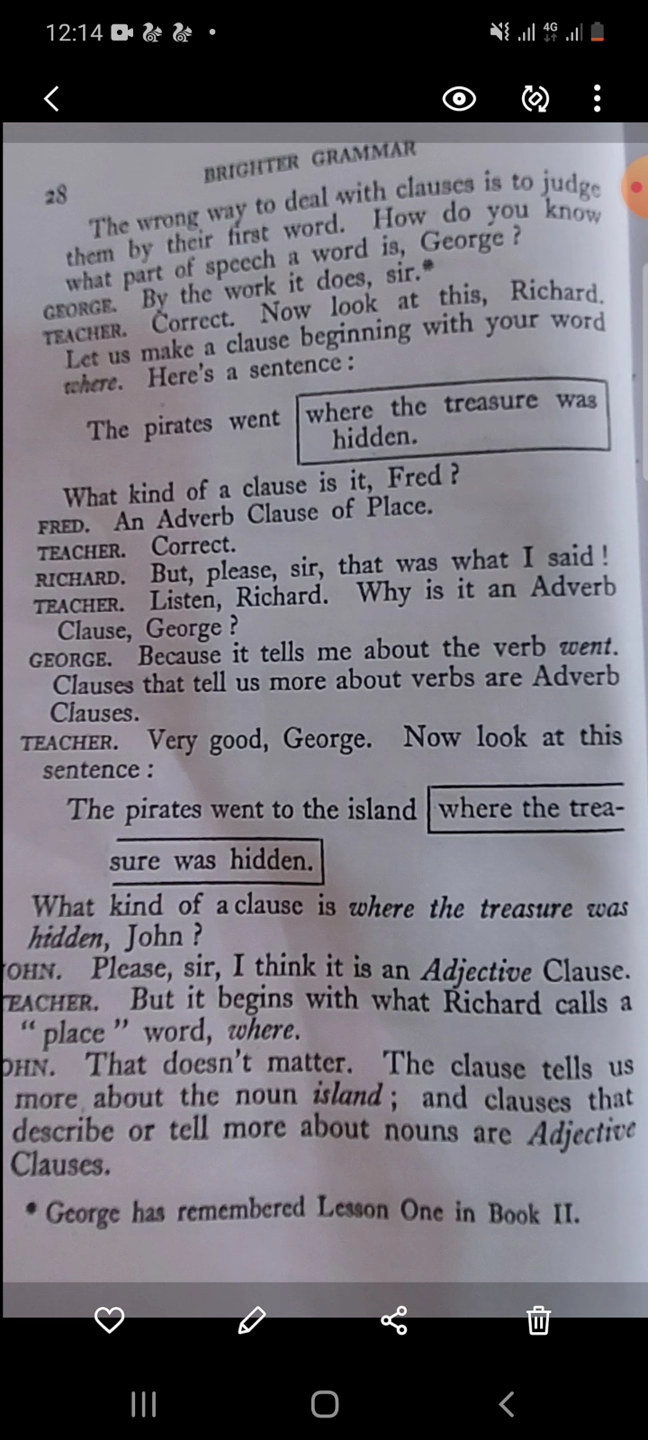 12:14
4G
28
BRIGHTER GRAMMAR
The wrong way to deal with clauses is to judge
them by their first word. How do you know
what part of speech a word is, George?
GEORGE. By the work it does, sir.*
TEACHER. Correct. Now look at this, Richard.
Let us make a clause beginning with your word
where. Here's a sentence:
The pirates went where the treasure was
hidden.
What kind of a clause is it, Fred?
FRED. An Adverb Clause of Place.
TEACHER. Correct.
RICHARD. But, please, sir, that was what I said!
TEACHER. Listen, Richard. Why is it an Adverb
Clause, George?
GEORGE. Because it tells me about the verb went.
Clauses that tell us more about verbs are Adverb
Clauses.
TEACHER. Very good, George. Now look at this
sentence:
The pirates went to the island where the trea-
sure was hidden.
What kind of a clause is where the treasure was
hidden, John?
OHN. Please, sir, I think it is an Adjective Clause.
TEACHER. But it begins with what Richard calls a
"place" word, where.
OHN. That doesn't matter. The clause tells us
more about the noun island; and clauses that
describe or tell more about nouns are Adjective
Clauses.
* George has remembered Lesson One in Book II.